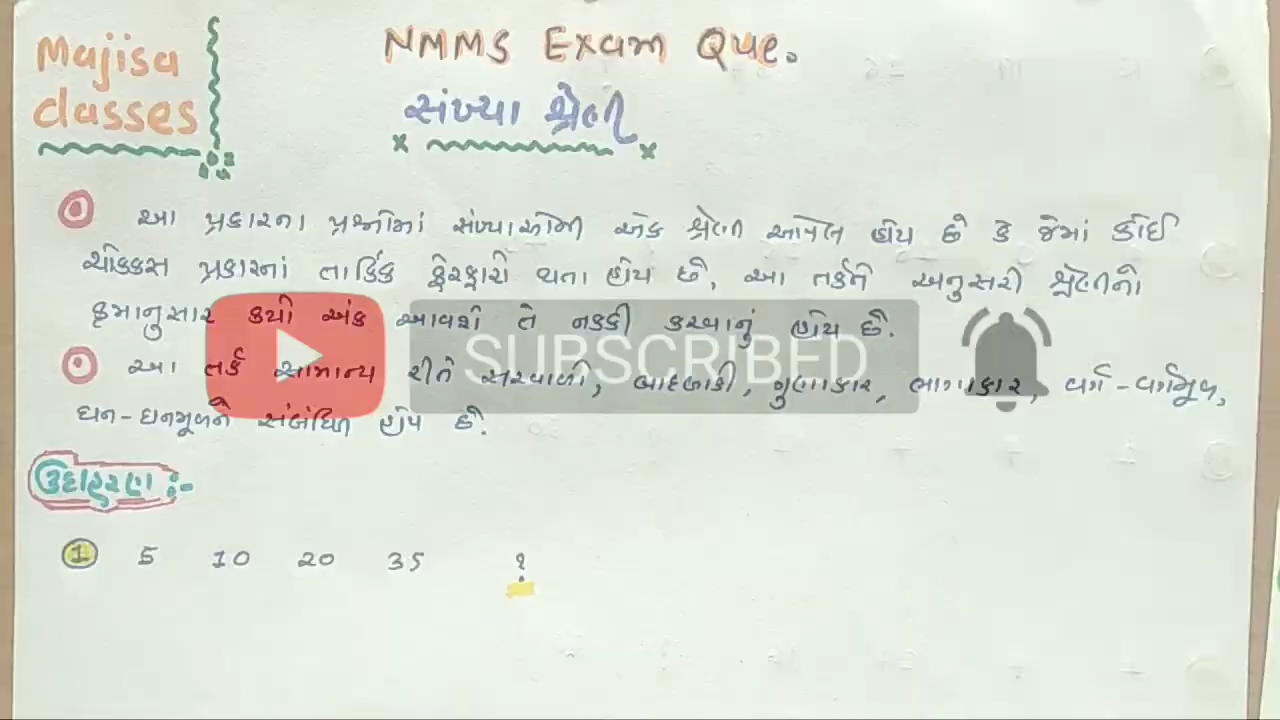 Majisa
classes
NMMS Exam Que.
સંખ્યા શ્રેણી
આ પ્રકારના પ્રશ્નોમાં સંખ્યાઓની એક શ્રેણી આપેલ હોય છે કે જેમાં કોઈ
ચોક્કસ પ્રકારનાં તાર્કિક ફેરફારો થતા હોય છે, આ તર્કને અનુસરી શ્રેણીનો
ક્રમાનુસાર કયો અંક આવશે તે નક્કી કરવાનું હોય છે.
SUBSCRIBED
આ તર્ક સામાન્ય રીતે સરવાળો, બાદબાકી, ગુણાકાર, ભાગાકાર, વર્ગ-વર્ગમૂળ,
ઘન-ઘનમૂળને સંબંધિત હોય છે.
ઉદાહરણ :-
1 5 10 20 35 ?